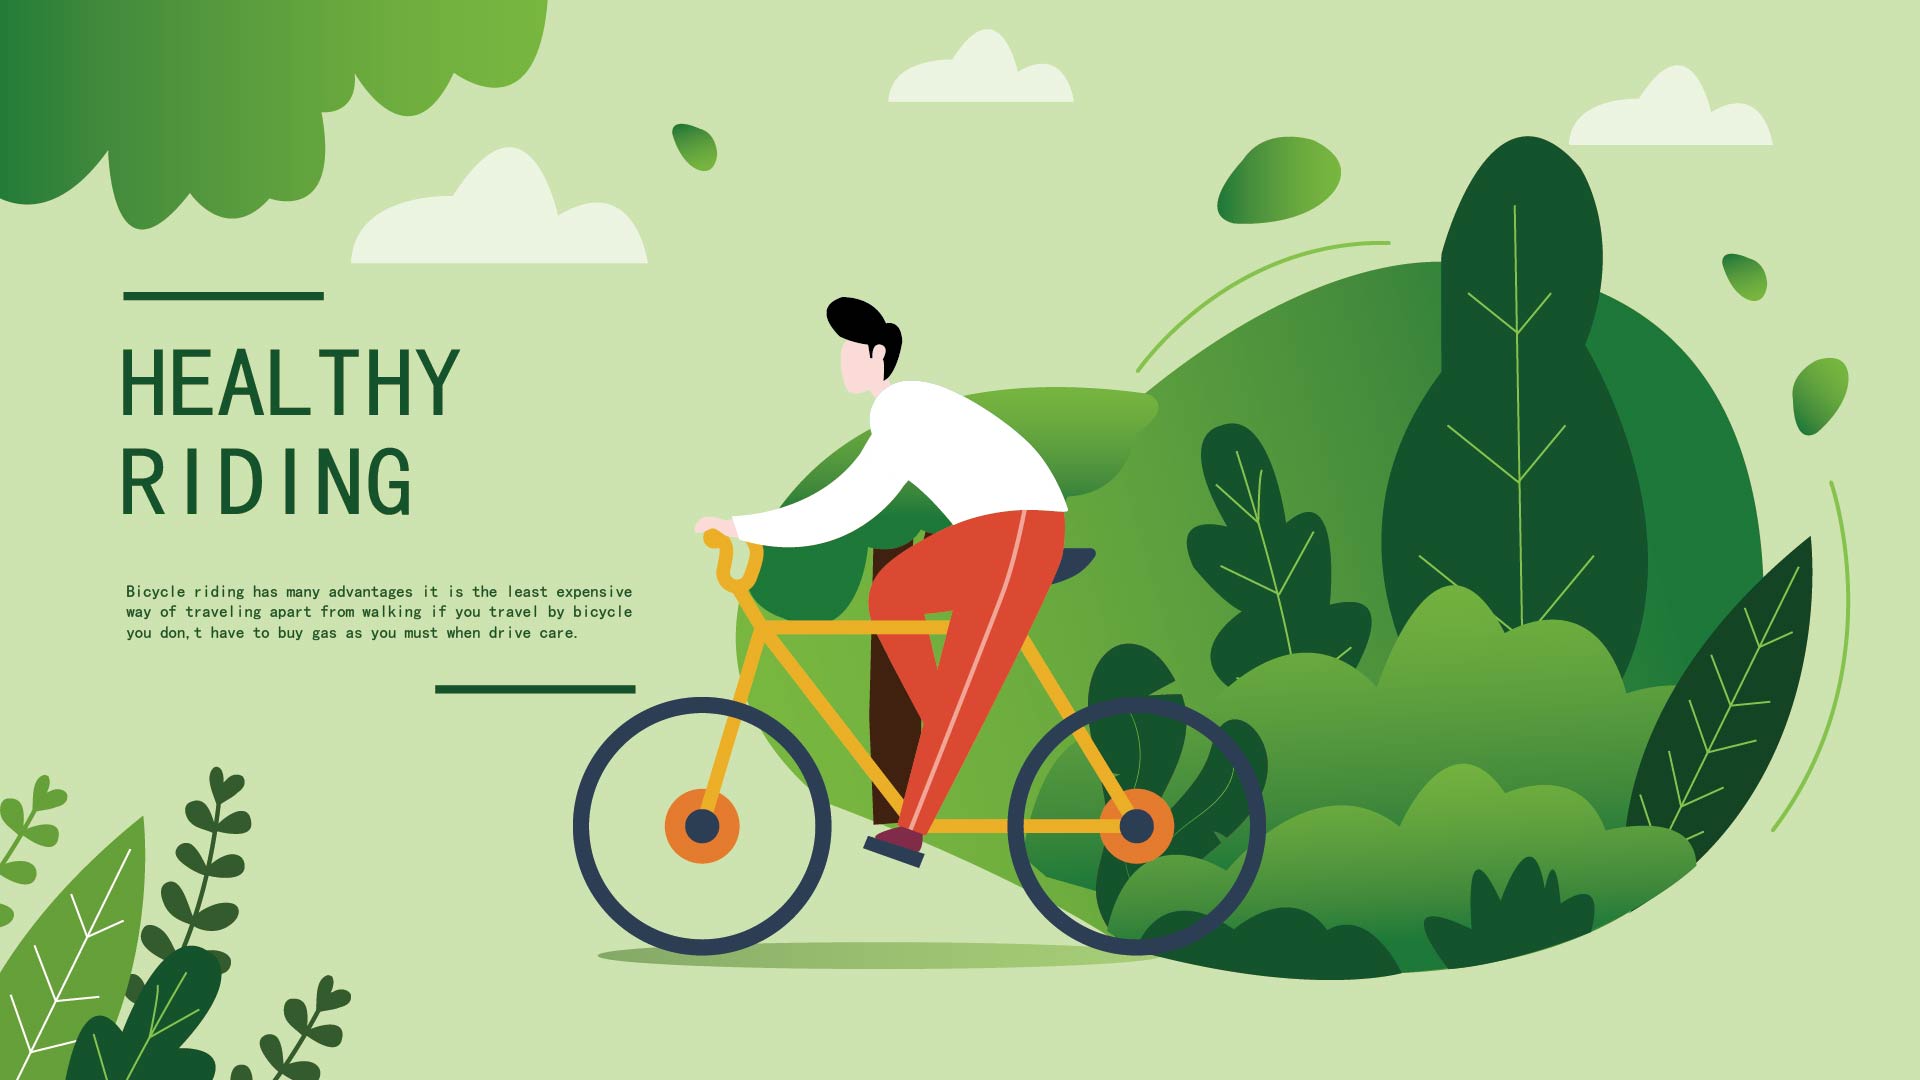 HEALTHY
RIDING
Bicycle riding has many advantages it is the least expensive
way of traveling apart from walking if you travel by bicycle
you don,t have to buy gas as you must when drive care.